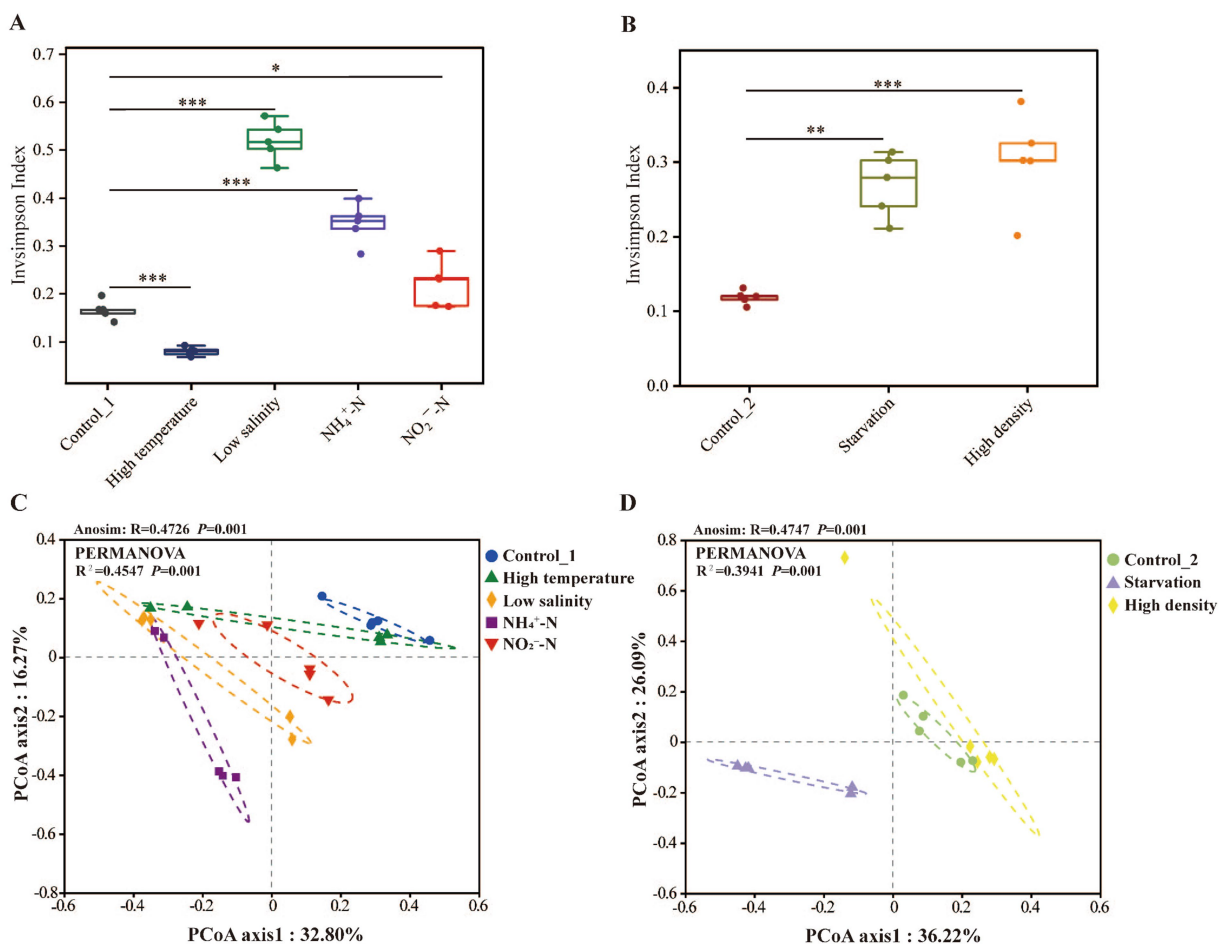 A
Invsimpson Index
0.7
0.6
0.5
0.4
0.3
0.2
0.1
*
***
***
***
Control_1
High temperature
Low salinity
NH₄⁺-N
NO₂⁻-N
B
Invsimpson Index
0.4
0.3
0.2
0.1
0.0
***
**
Control_2
Starvation
High density
C
Anosim: R=0.4726 P=0.001
PERMANOVA
R²=0.4547 P=0.001
PCoA axis2 : 16.27%
0.4
0.2
0
-0.2
-0.4
-0.6
-0.8
-0.6
-0.4
-0.2
0
0.2
0.4
0.6
PCoA axis1 : 32.80%
Control_1
High temperature
Low salinity
NH₄⁺-N
NO₂⁻-N
D
Anosim: R=0.4747 P=0.001
PERMANOVA
R²=0.3941 P=0.001
PCoA axis2 : 26.09%
0.8
0.6
0.4
0.2
0
-0.2
-0.4
-0.6
-0.6
-0.4
-0.2
0.0
0.2
0.4
0.6
PCoA axis1 : 36.22%
Control_2
Starvation
High density